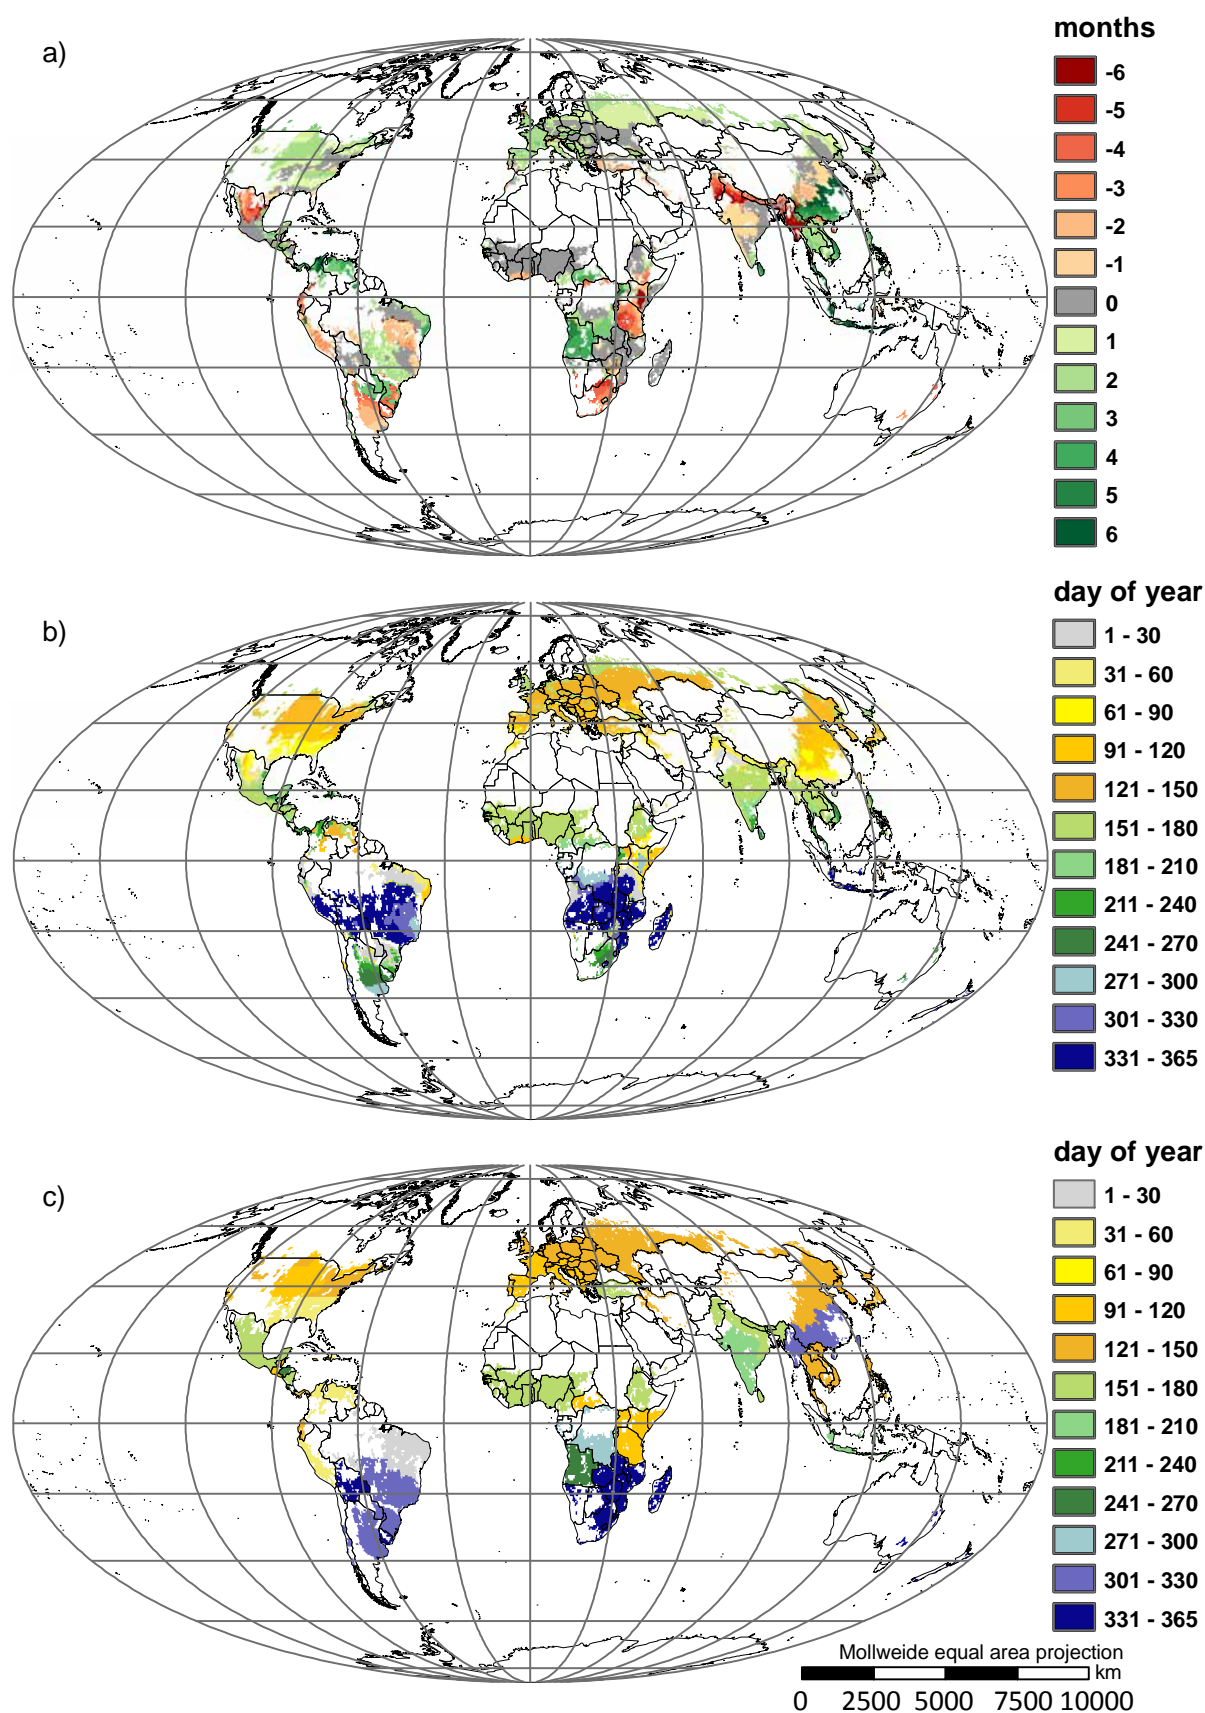 a)
months
-6
-5
-4
-3
-2
-1
0
1
2
3
4
5
6
b)
day of year
1 - 30
31 - 60
61 - 90
91 - 120
121 - 150
151 - 180
181 - 210
211 - 240
241 - 270
271 - 300
301 - 330
331 - 365
c)
day of year
1 - 30
31 - 60
61 - 90
91 - 120
121 - 150
151 - 180
181 - 210
211 - 240
241 - 270
271 - 300
301 - 330
331 - 365
Mollweide equal area projection
km
0 2500 5000 7500 10000